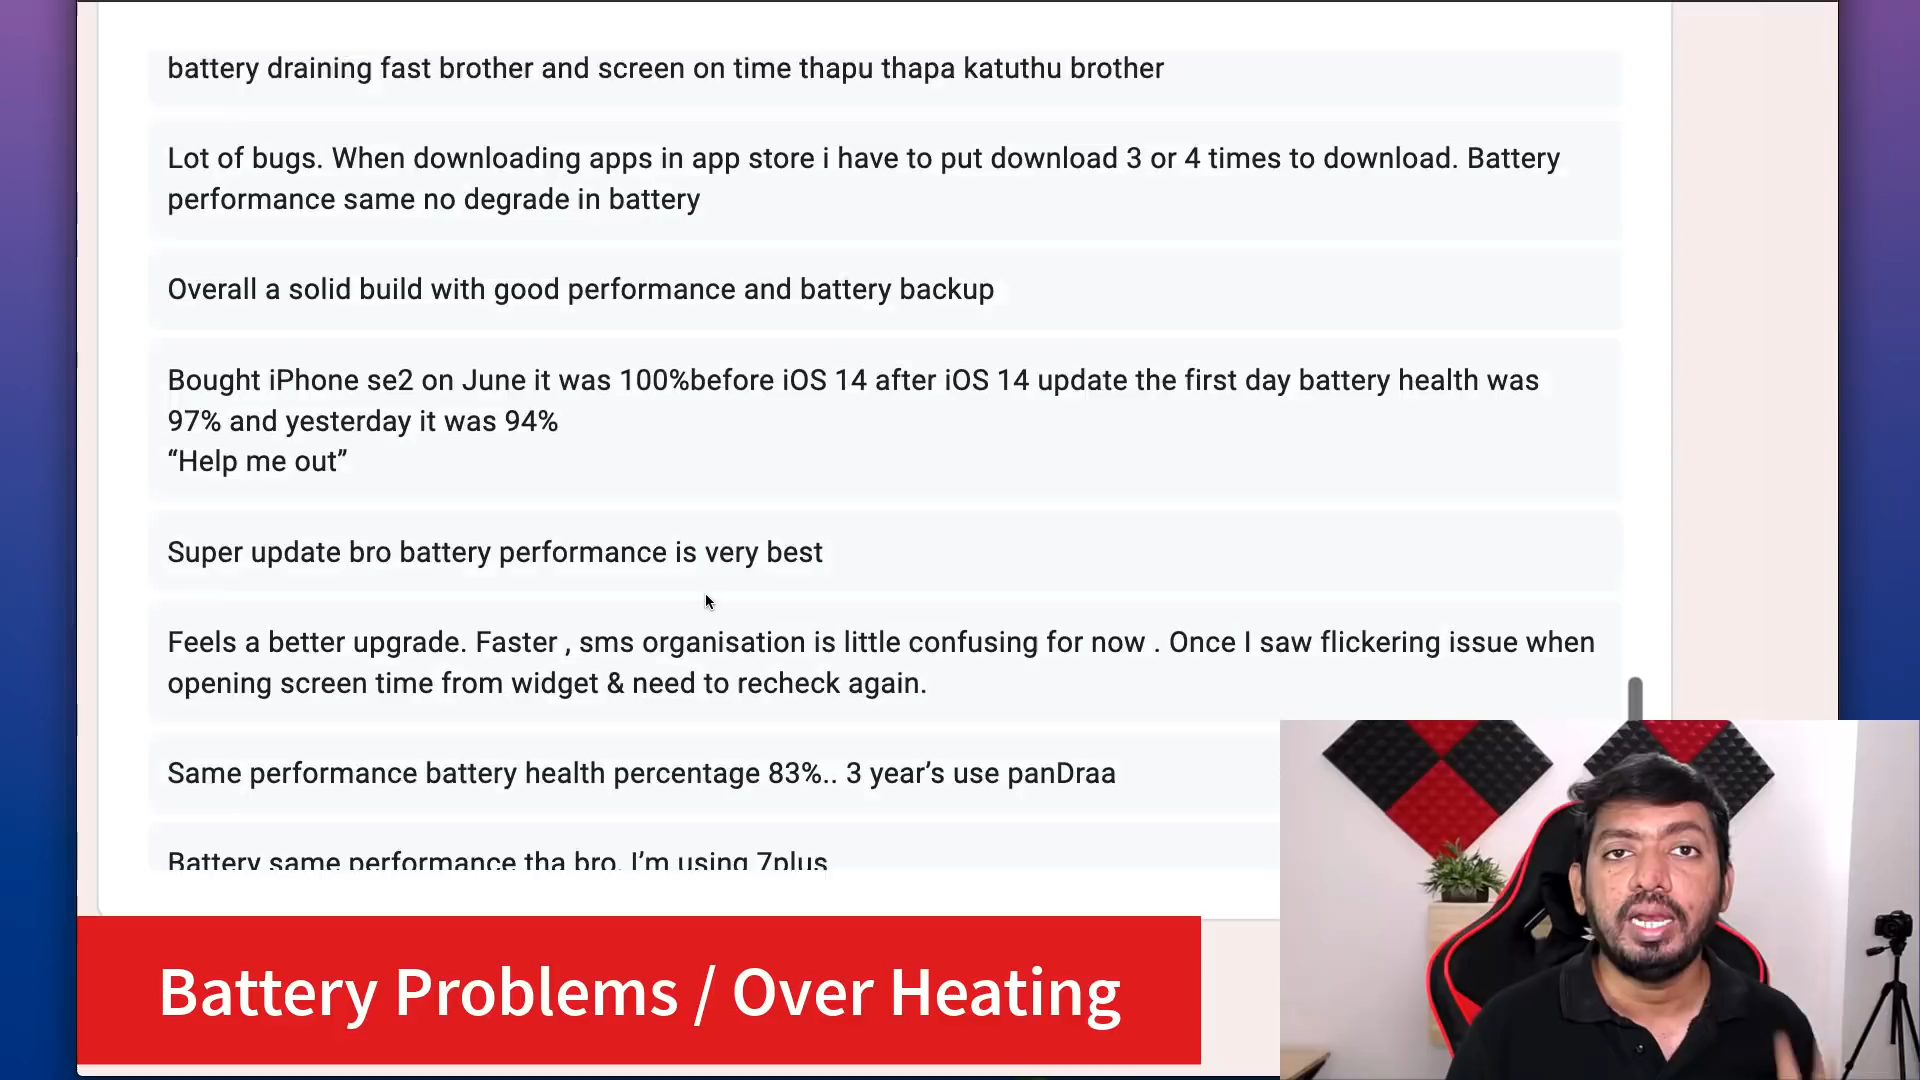 battery draining fast brother and screen on time thapu thapa katuthu brother
Lot of bugs. When downloading apps in app store i have to put download 3 or 4 times to download. Battery
performance same no degrade in battery
Overall a solid build with good performance and battery backup
Bought iPhone se2 on June it was 100%before iOS 14 after iOS 14 update the first day battery health was
97% and yesterday it was 94%
“Help me out”
Super update bro battery performance is very best
Feels a better upgrade. Faster , sms organisation is little confusing for now . Once I saw flickering issue when
opening screen time from widget & need to recheck again.
Same performance battery health percentage 83%.. 3 year’s use panDraa
Battery same performance tha bro. I’m using 7plus
Battery Problems / Over Heating